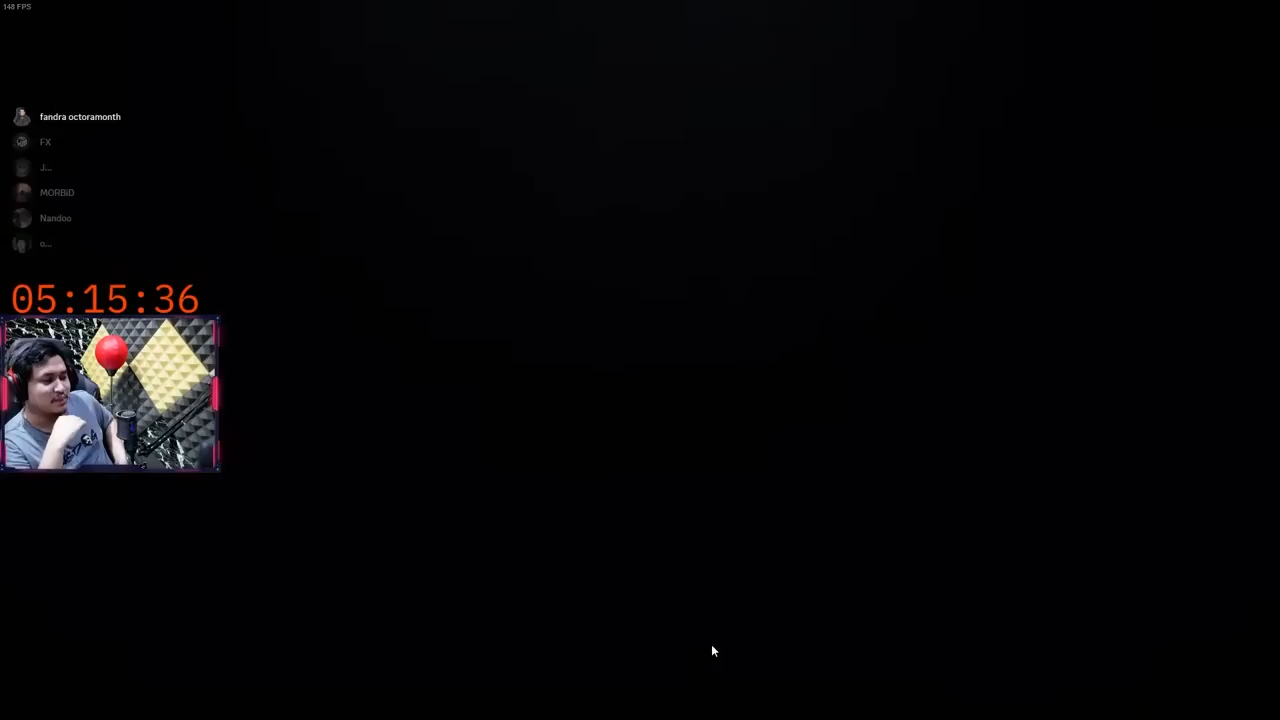 148 FPS
fandra octoramonth
FX
J...
MORBiD
Nandoo
o...
05:15:36